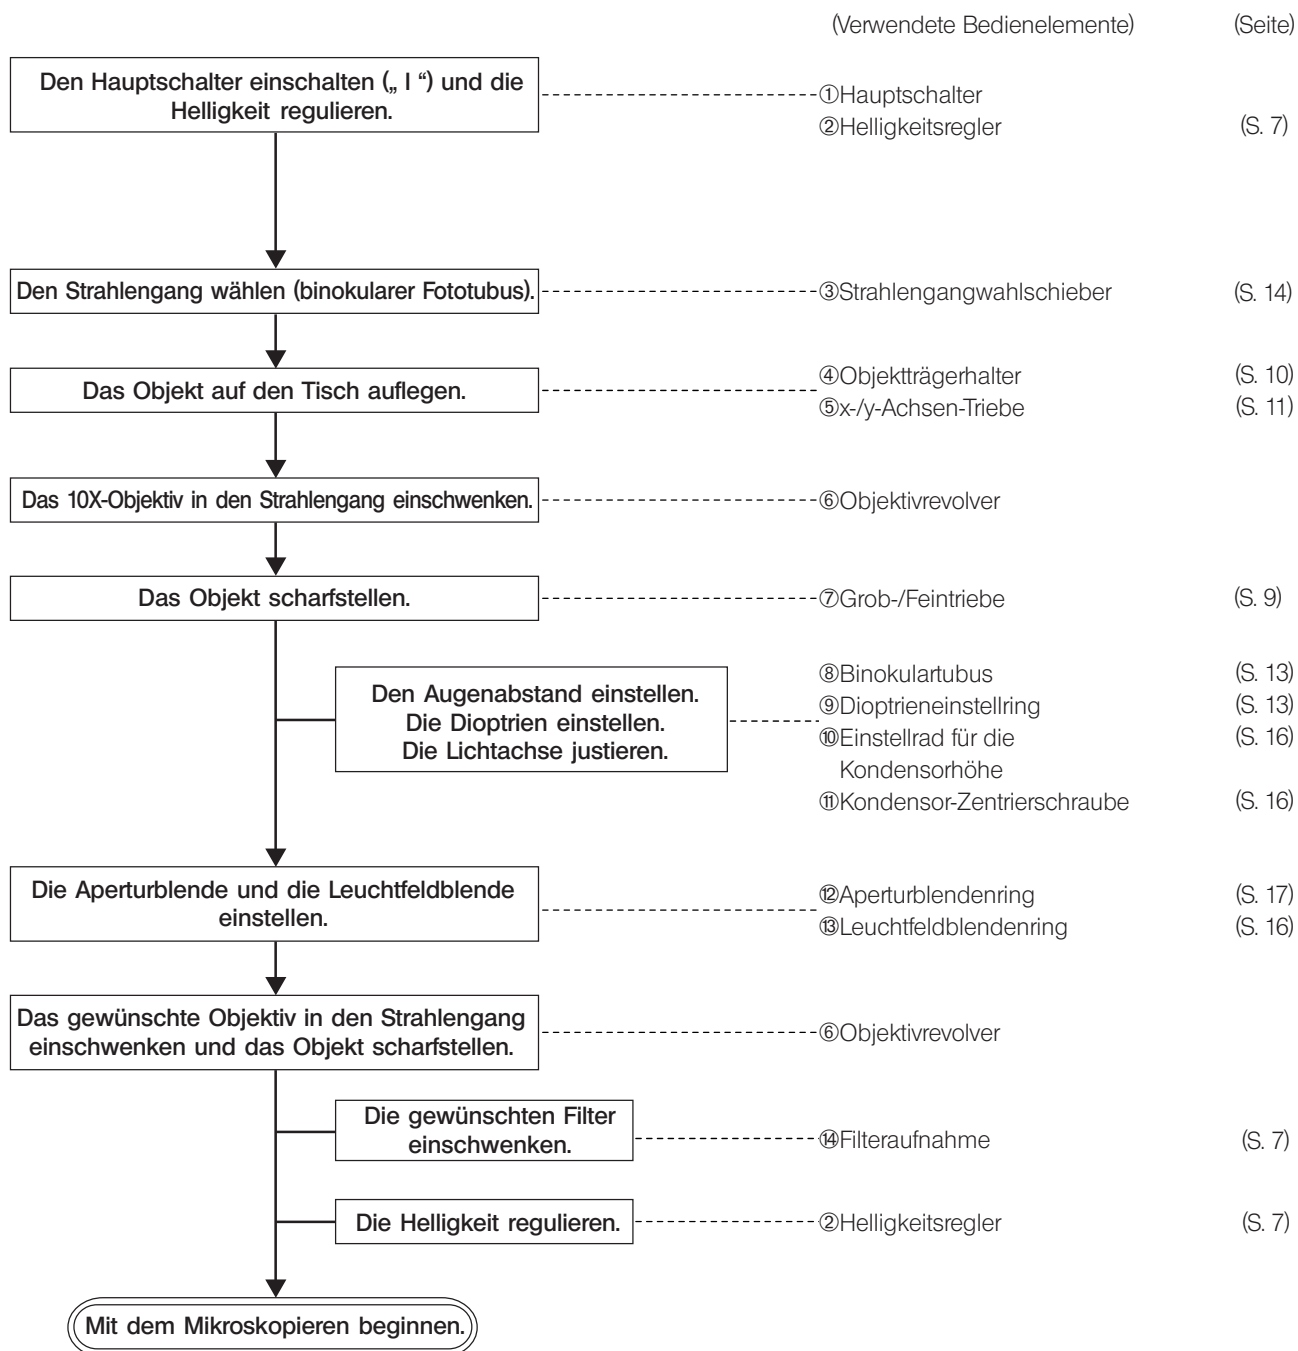 (Verwendete Bedienelemente) (Seite)
Den Hauptschalter einschalten („ I “) und die
Helligkeit regulieren.
①Hauptschalter
②Helligkeitsregler (S. 7)
Den Strahlengang wählen (binokularer Fototubus).
③Strahlengangwahlschieber (S. 14)
Das Objekt auf den Tisch auflegen.
④Objektträgerhalter (S. 10)
⑤x-/y-Achsen-Triebe (S. 11)
Das 10X-Objektiv in den Strahlengang einschwenken.
⑥Objektivrevolver
Das Objekt scharfstellen.
⑦Grob-/Feintriebe (S. 9)
Den Augenabstand einstellen.
Die Dioptrien einstellen.
Die Lichtachse justieren.
⑧Binokulartubus (S. 13)
⑨Dioptrieneinstellring (S. 13)
⑩Einstellrad für die (S. 16)
Kondensorhöhe
⑪Kondensor-Zentrierschraube (S. 16)
Die Aperturblende und die Leuchtfeldblende
einstellen.
⑫Aperturblendenring (S. 17)
⑬Leuchtfeldblendenring (S. 16)
Das gewünschte Objektiv in den Strahlengang
einschwenken und das Objekt scharfstellen.
⑥Objektivrevolver
Die gewünschten Filter
einschwenken.
⑭Filteraufnahme (S. 7)
Die Helligkeit regulieren.
②Helligkeitsregler (S. 7)
Mit dem Mikroskopieren beginnen.